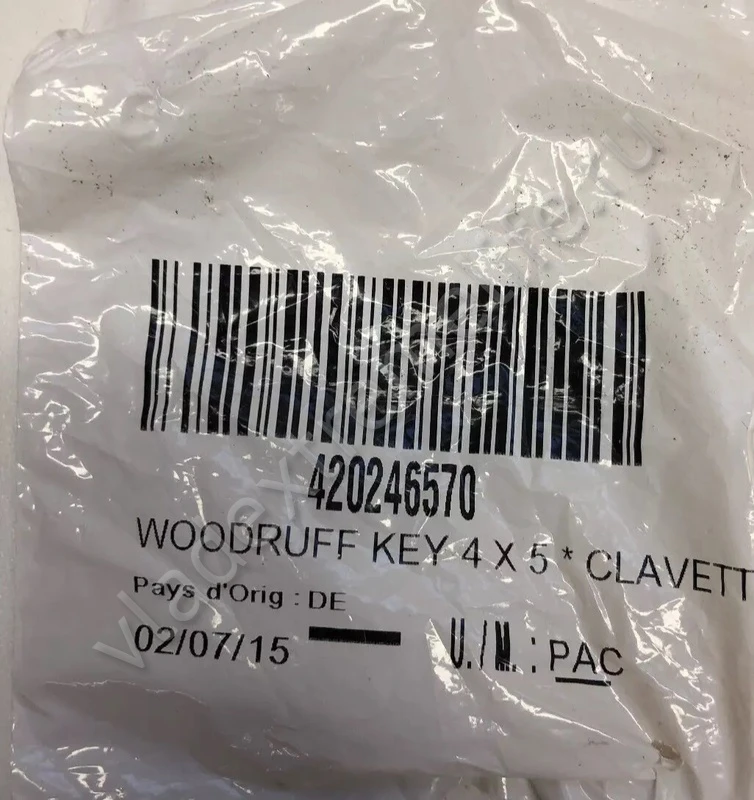 420246570
WOODRUFF KEY 4 X 5 * CLAVETT
Pays d'Orig : DE
02/07/15
U./M. : PAC